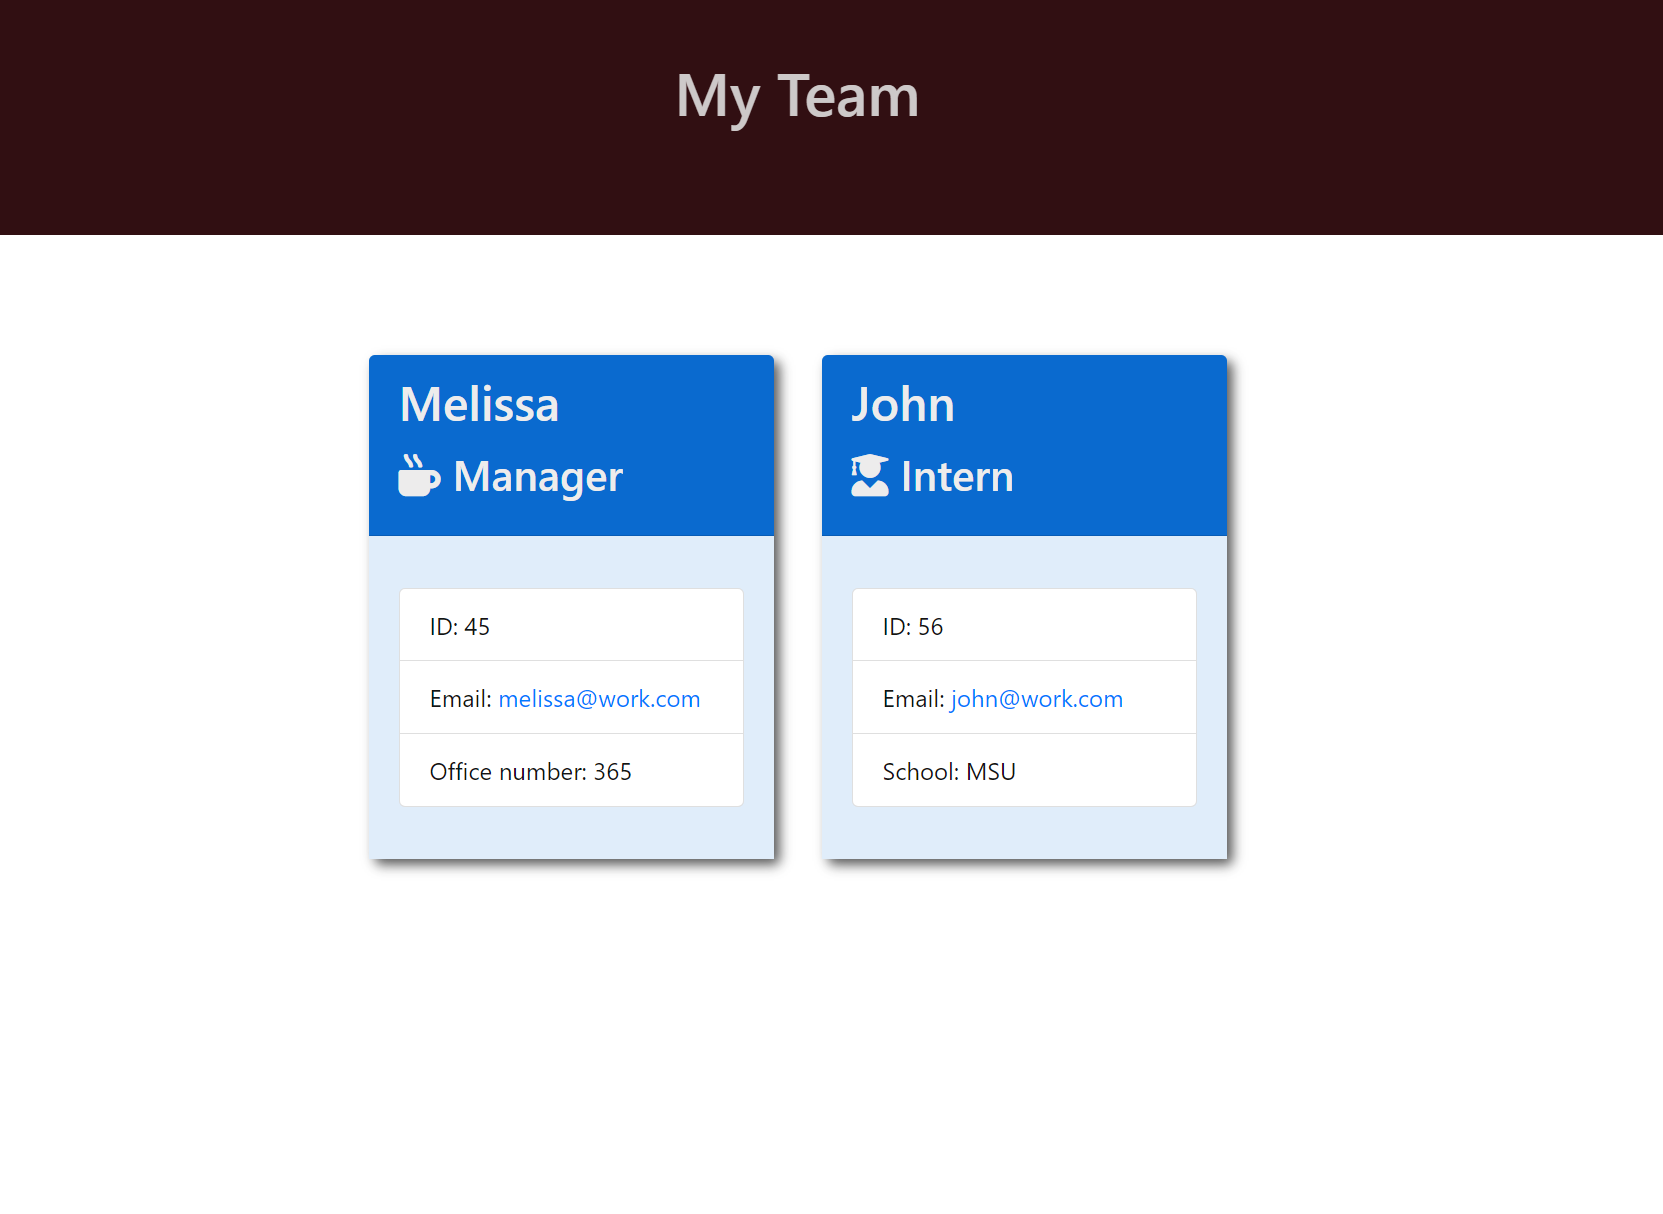 My Team
Melissa
Manager
ID: 45
Email: melissa@work.com
Office number: 365
John
Intern
ID: 56
Email: john@work.com
School: MSU